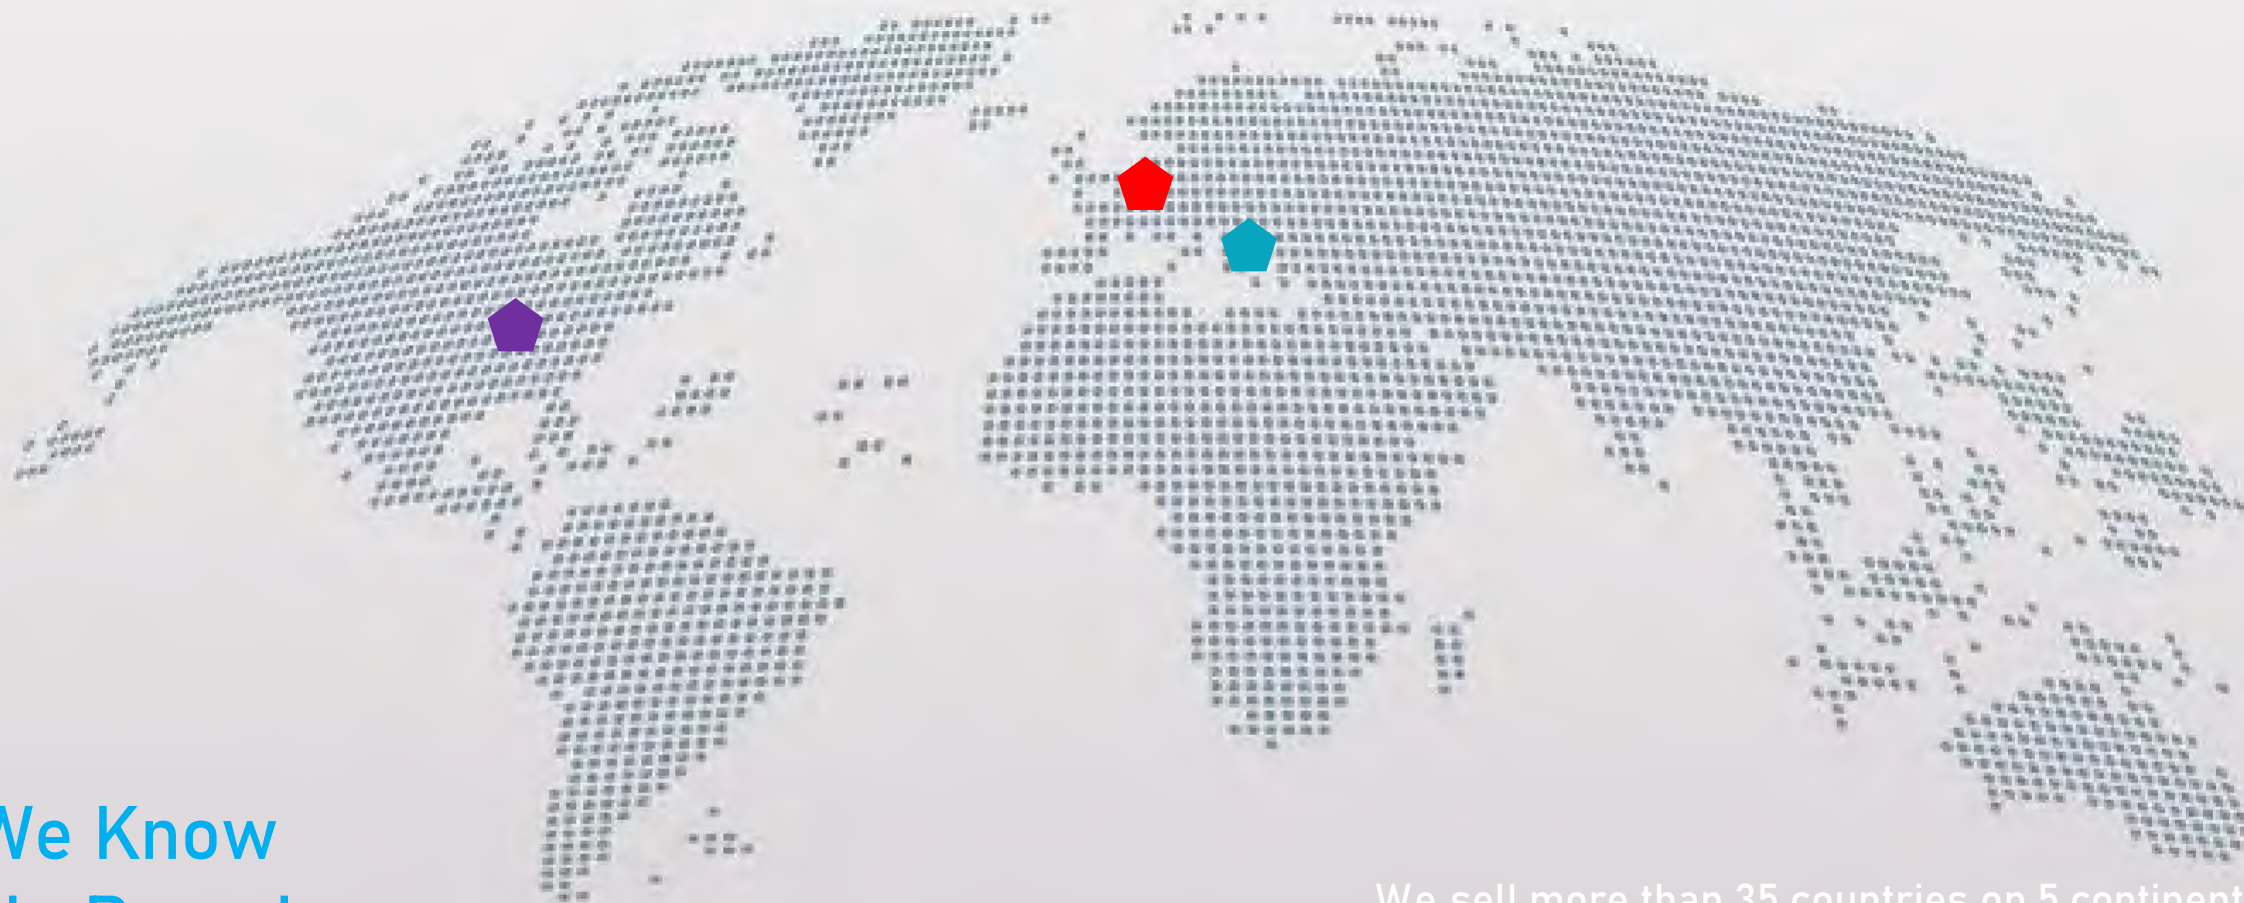 We Know
We sell more than 35 countries on 5 continent